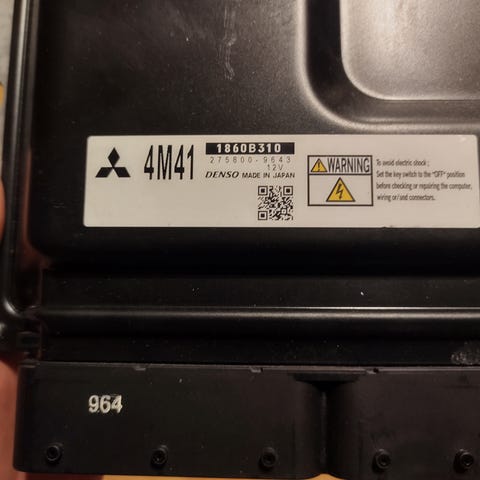 4M41
1860B310
275800-9643
12V
DENSO MADE IN JAPAN
WARNING
To avoid electric shock ;
Set the key switch to the "OFF" position
before checking or repairing the computer,
wiring or/and connectors.
964